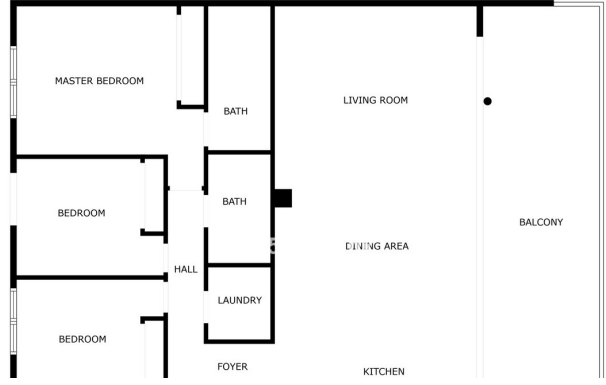 MASTER BEDROOM
BATH
LIVING ROOM
BEDROOM
BATH
BALCONY
DINING AREA
HALL
LAUNDRY
BEDROOM
FOYER
KITCHEN